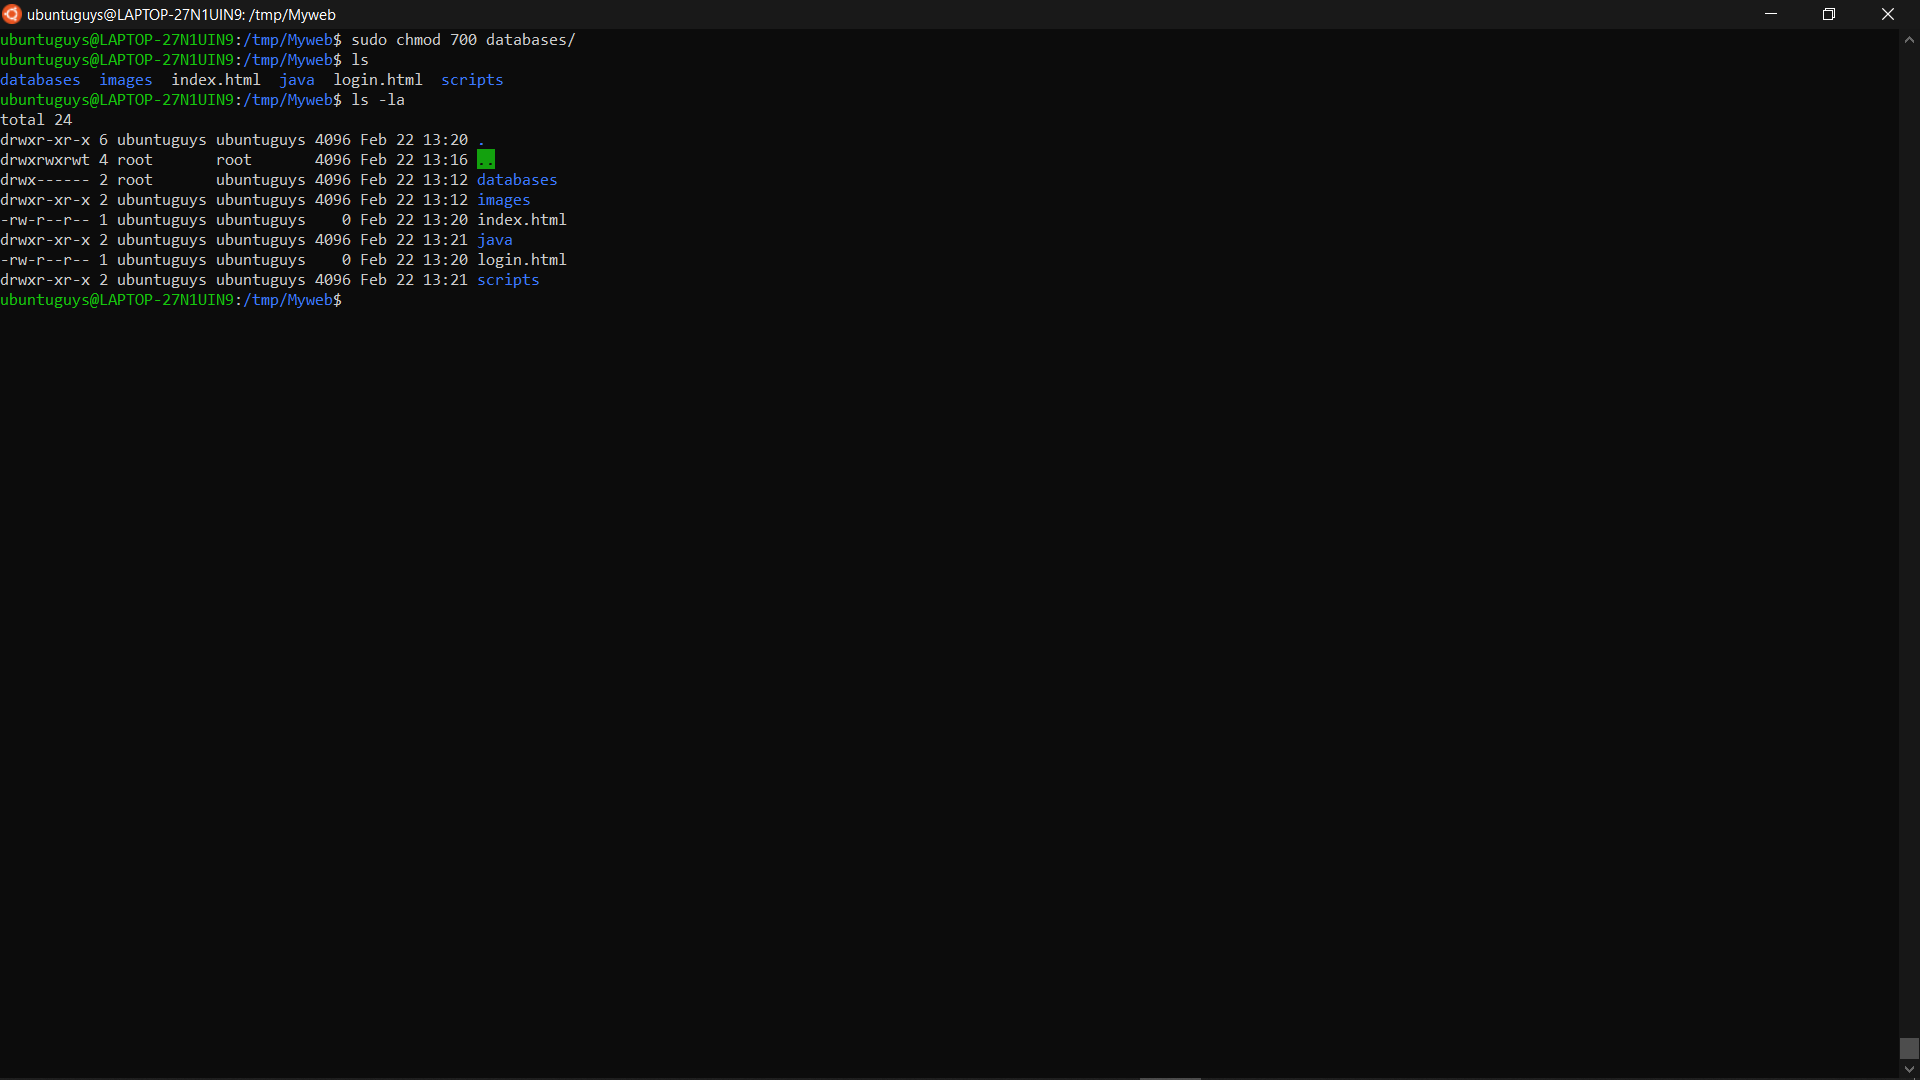 ubuntuguys@LAPTOP-27N1UIN9: /tmp/Myweb
ubuntuguys@LAPTOP-27N1UIN9:/tmp/Myweb$ sudo chmod 700 databases/
ubuntuguys@LAPTOP-27N1UIN9:/tmp/Myweb$ ls
databases  images  index.html  java  login.html  scripts
ubuntuguys@LAPTOP-27N1UIN9:/tmp/Myweb$ ls -la
total 24
drwxr-xr-x 6 ubuntuguys ubuntuguys 4096 Feb 22 13:20 .
drwxrwxrwt 4 root       root       4096 Feb 22 13:16 ..
drwx------ 2 root       ubuntuguys 4096 Feb 22 13:12 databases
drwxr-xr-x 2 ubuntuguys ubuntuguys 4096 Feb 22 13:12 images
-rw-r--r-- 1 ubuntuguys ubuntuguys    0 Feb 22 13:20 index.html
drwxr-xr-x 2 ubuntuguys ubuntuguys 4096 Feb 22 13:21 java
-rw-r--r-- 1 ubuntuguys ubuntuguys    0 Feb 22 13:20 login.html
drwxr-xr-x 2 ubuntuguys ubuntuguys 4096 Feb 22 13:21 scripts
ubuntuguys@LAPTOP-27N1UIN9:/tmp/Myweb$